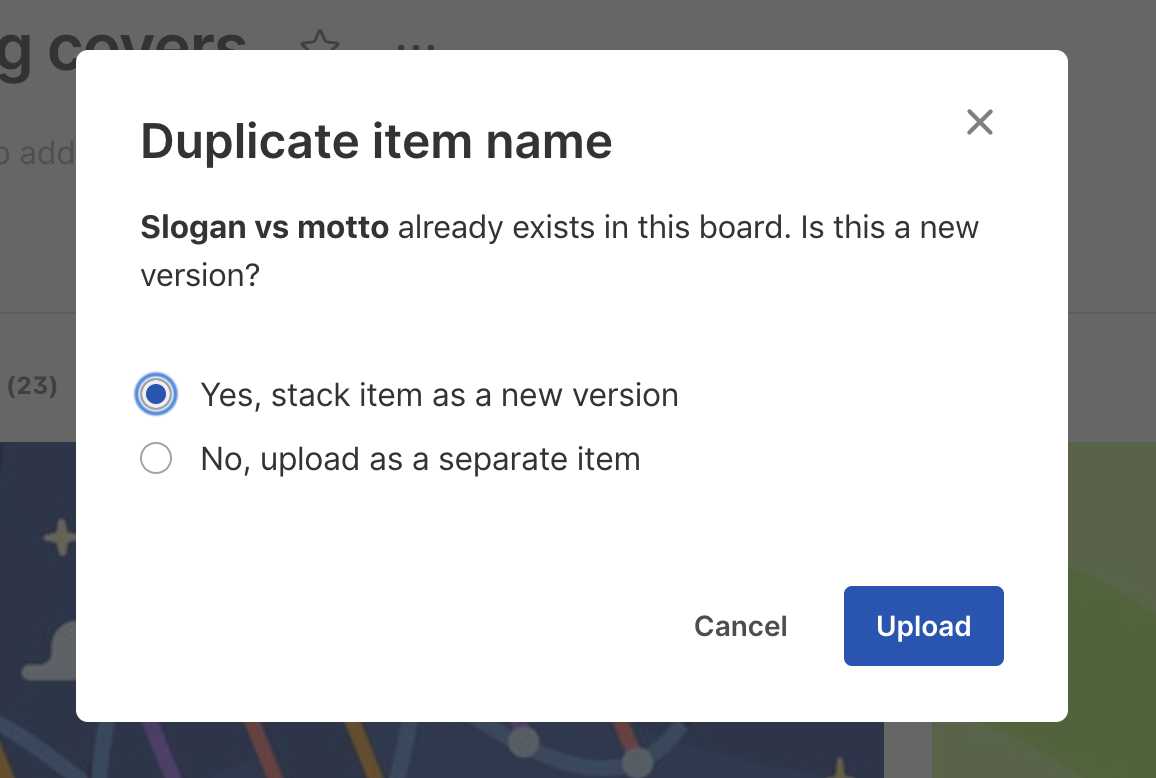 g covers
o add
Duplicate item name
Slogan vs motto already exists in this board. Is this a new
version?
(23)
Yes, stack item as a new version
No, upload as a separate item
Cancel
Upload